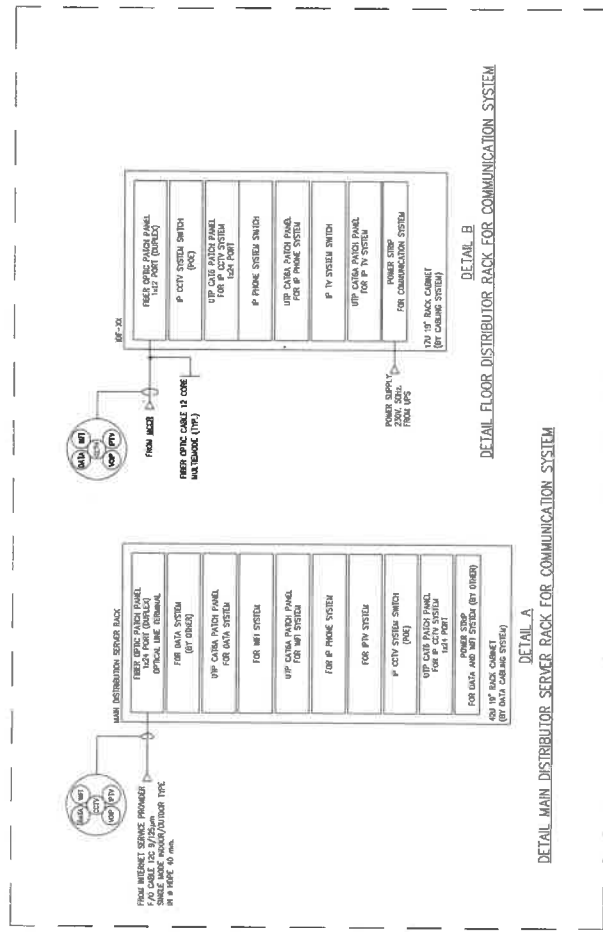 DATA
WIFI
CCTV
VOIP
IPTV
FROM INTERNET SERVICE PROVIDER
F/O CABLE 12C 9/125µm
SINGLE MODE INDOOR/OUTDOOR TYPE
IN Ø HDPE 40 mm.
MAIN DISTRIBUTION SERVER RACK
FIBER OPTIC PATCH PANEL
1x24 PORT (DUPLEX)
OPTICAL LINE TERMINAL
FOR DATA SYSTEM
(BY OTHER)
UTP CAT6A PATCH PANEL
FOR DATA SYSTEM
FOR WIFI SYSTEM
UTP CAT6A PATCH PANEL
FOR WIFI SYSTEM
FOR IP PHONE SYSTEM
FOR IPTV SYSTEM
IP CCTV SYSTEM SWITCH
(POE)
UTP CAT6 PATCH PANEL
FOR IP CCTV SYSTEM
1x24 PORT
POWER STRIP
FOR DATA AND WIFI SYSTEM (BY OTHER)
42U 19" RACK CABINET
(BY DATA CABLING SYSTEM)
DETAIL A
DETAIL MAIN DISTRIBUTOR SERVER RACK FOR COMMUNICATION SYSTEM
DATA
WIFI
CCTV
VOIP
IPTV
FROM MCCR
FIBER OPTIC CABLE 12 CORE
MULTIMODE (TYP.)
IDF-XX
FIBER OPTIC PATCH PANEL
1x12 PORT (DUPLEX)
IP CCTV SYSTEM SWITCH
(POE)
UTP CAT6 PATCH PANEL
FOR IP CCTV SYSTEM
1x24 PORT
IP PHONE SYSTEM SWITCH
UTP CAT6A PATCH PANEL
FOR IP PHONE SYSTEM
IP TV SYSTEM SWITCH
UTP CAT6A PATCH PANEL
FOR IP TV SYSTEM
POWER STRIP
FOR COMMUNICATION SYSTEM
POWER SUPPLY
230V, 50Hz.
FROM UPS
17U 19" RACK CABINET
(BY CABLING SYSTEM)
DETAIL B
DETAIL FLOOR DISTRIBUTOR RACK FOR COMMUNICATION SYSTEM